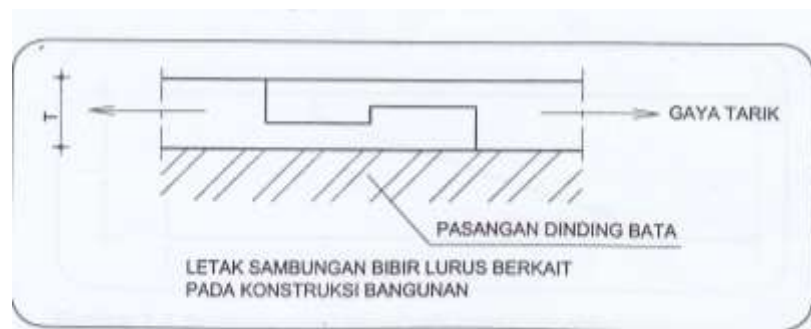 T
GAYA TARIK
PASANGAN DINDING BATA
LETAK SAMBUNGAN BIBIR LURUS BERKAIT
PADA KONSTRUKSI BANGUNAN